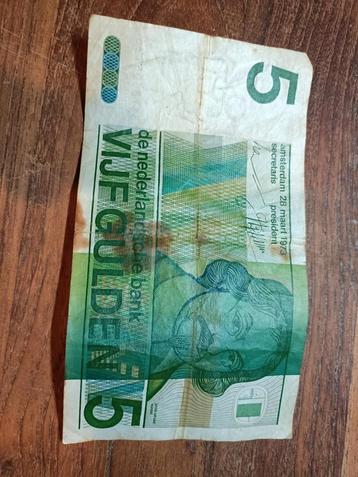 5
amsterdam 28 maart 1973
secretaris president
de nederlandsche bank
VIJF GULDEN 5